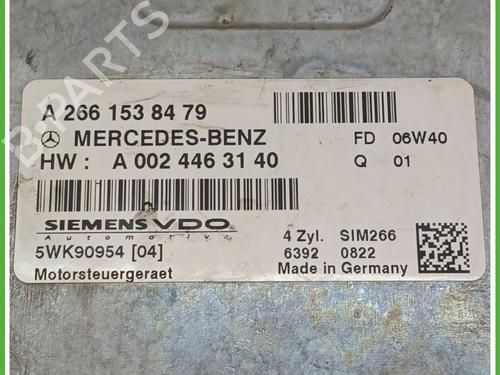 B-PARTS
A 266 153 84 79
MERCEDES-BENZ FD 06W40
HW : A 002 446 31 40 Q 01
SIEMENS VDO
Automotive 4 Zyl. SIM266
5WK90954 [04] 6392 0822
Motorsteuergeraet Made in Germany